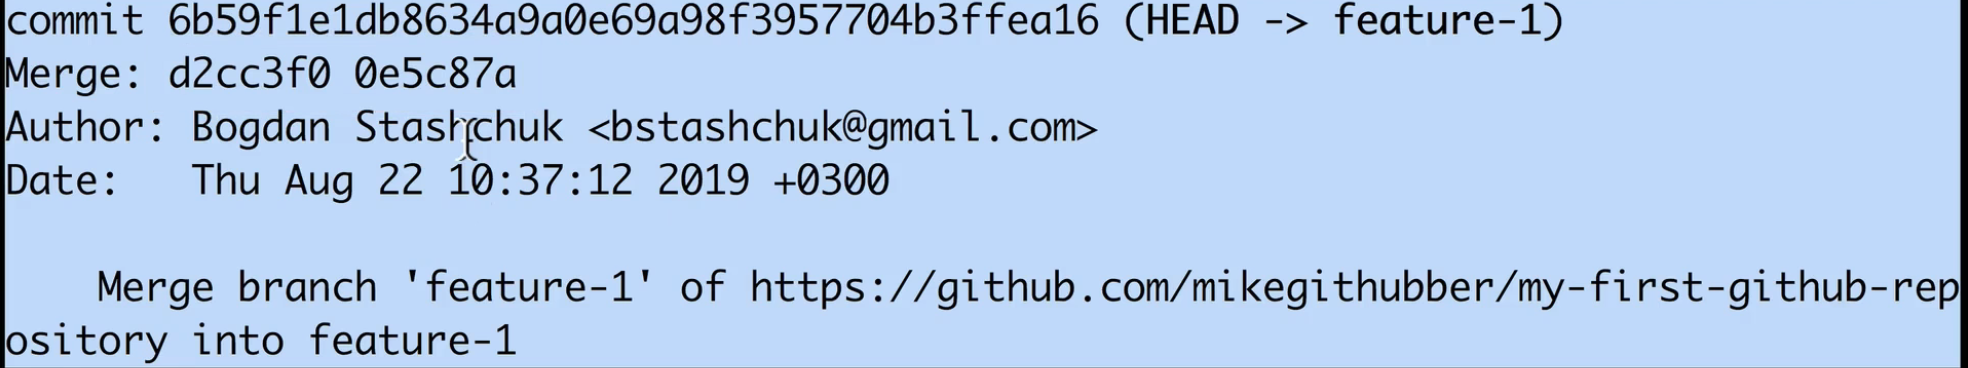 commit 6b59f1e1db8634a9a0e69a98f3957704b3ffea16 (HEAD -> feature-1)
Merge: d2cc3f0 0e5c87a
Author: Bogdan Stashchuk <bstashchuk@gmail.com>
Date:   Thu Aug 22 10:37:12 2019 +0300
    Merge branch 'feature-1' of https://github.com/mikegithubber/my-first-github-rep
ository into feature-1